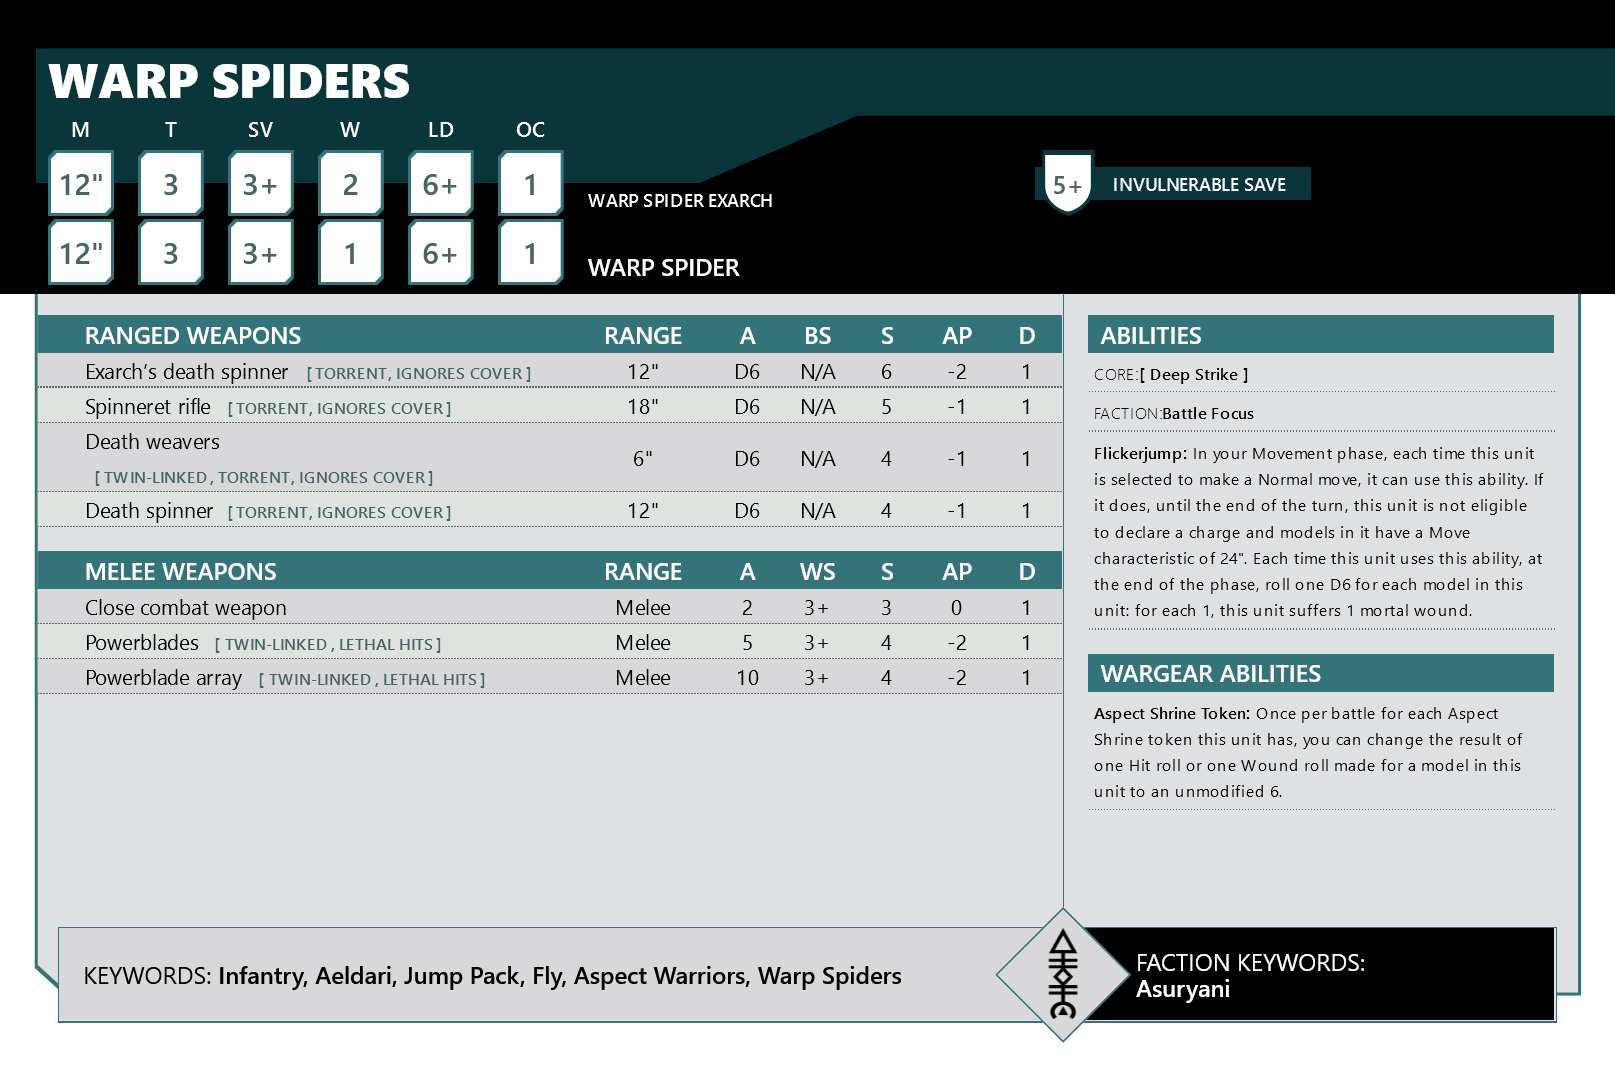 WARP SPIDERS
M T SV W LD OC
12" 3 3+ 2 6+ 1 WARP SPIDER EXARCH
5+ INVULNERABLE SAVE
12" 3 3+ 1 6+ 1 WARP SPIDER
RANGED WEAPONS RANGE A BS S AP D
Exarch’s death spinner [ TORRENT, IGNORES COVER ] 12" D6 N/A 6 -2 1
Spinneret rifle [ TORRENT, IGNORES COVER ] 18" D6 N/A 5 -1 1
Death weavers
[ TWIN-LINKED , TORRENT, IGNORES COVER ] 6" D6 N/A 4 -1 1
Death spinner [ TORRENT, IGNORES COVER ] 12" D6 N/A 4 -1 1
MELEE WEAPONS RANGE A WS S AP D
Close combat weapon Melee 2 3+ 3 0 1
Powerblades [ TWIN-LINKED , LETHAL HITS ] Melee 5 3+ 4 -2 1
Powerblade array [ TWIN-LINKED , LETHAL HITS ] Melee 10 3+ 4 -2 1
ABILITIES
CORE:[ Deep Strike ]
FACTION:Battle Focus
Flickerjump: In your Movement phase, each time this unit
is selected to make a Normal move, it can use this ability. If
it does, until the end of the turn, this unit is not eligible
to declare a charge and models in it have a Move
characteristic of 24". Each time this unit uses this ability, at
the end of the phase, roll one D6 for each model in this
unit: for each 1, this unit suffers 1 mortal wound.
WARGEAR ABILITIES
Aspect Shrine Token: Once per battle for each Aspect
Shrine token this unit has, you can change the result of
one Hit roll or one Wound roll made for a model in this
unit to an unmodified 6.
KEYWORDS: Infantry, Aeldari, Jump Pack, Fly, Aspect Warriors, Warp Spiders
FACTION KEYWORDS:
Asuryani